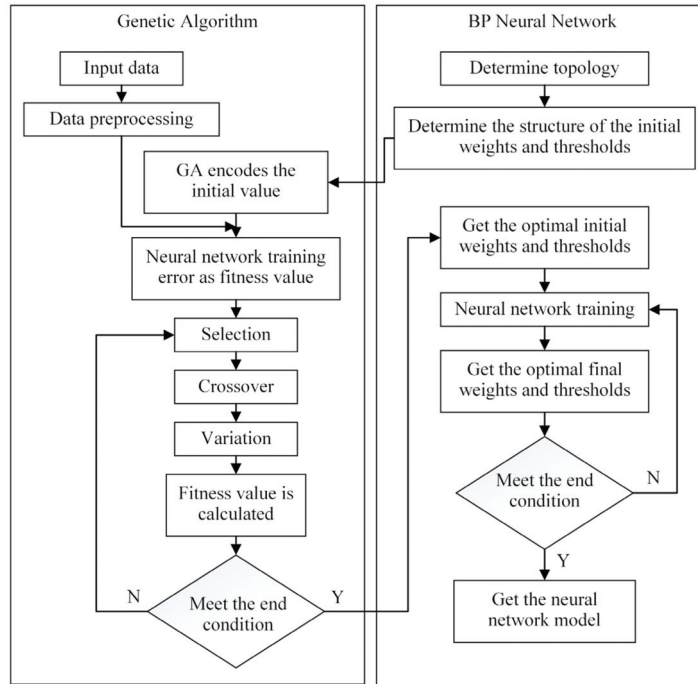 Genetic Algorithm
Input data
Data preprocessing
GA encodes the
initial value
Neural network training
error as fitness value
Selection
Crossover
Variation
Fitness value is
calculated
Meet the end
condition
N
Y
BP Neural Network
Determine topology
Determine the structure of the initial
weights and thresholds
Get the optimal initial
weights and thresholds
Neural network training
Get the optimal final
weights and thresholds
Meet the end
condition
N
Y
Get the neural
network model